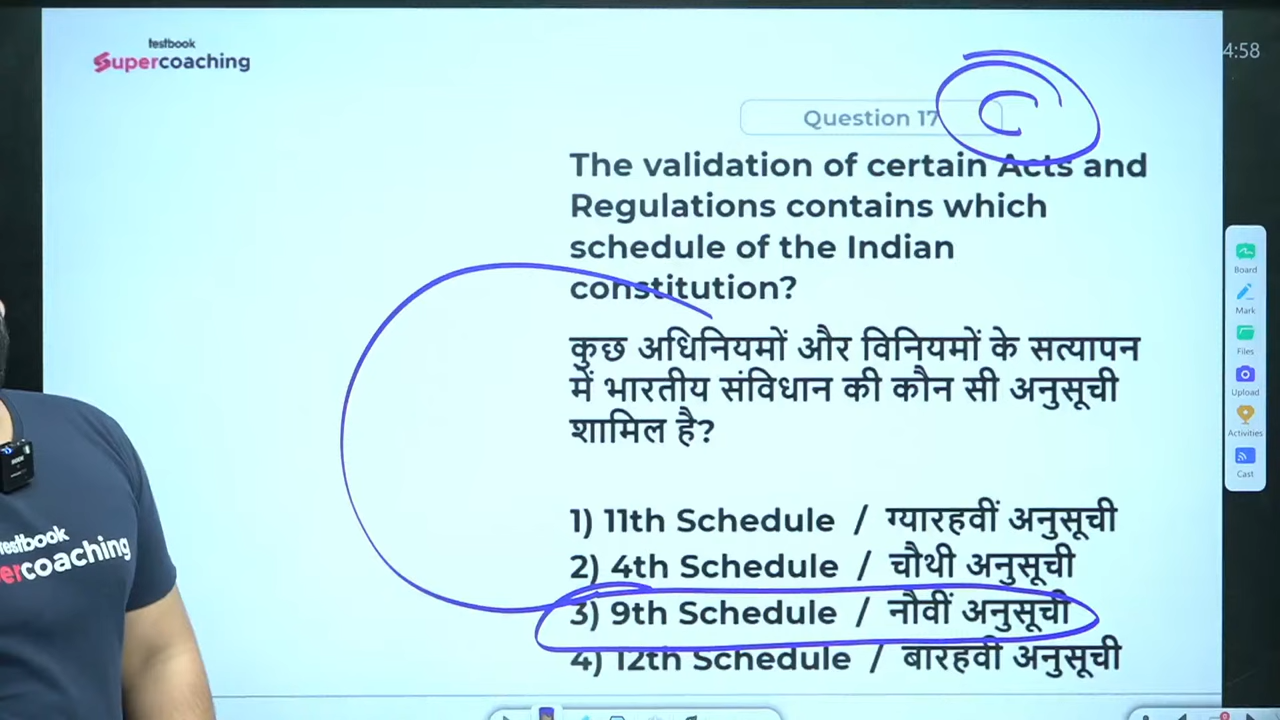 testbook
Supercoaching
4:58
Question 17
C
The validation of certain Acts and
Regulations contains which
schedule of the Indian
constitution?
कुछ अधिनियमों और विनियमों के सत्यापन
में भारतीय संविधान की कौन सी अनुसूची
शामिल है?
1) 11th Schedule / ग्यारहवीं अनुसूची
2) 4th Schedule / चौथी अनुसूची
3) 9th Schedule / नौवीं अनुसूची
4) 12th Schedule / बारहवीं अनुसूची
Board
Mark
Files
Upload
Activities
Cast
testbook
ercoaching